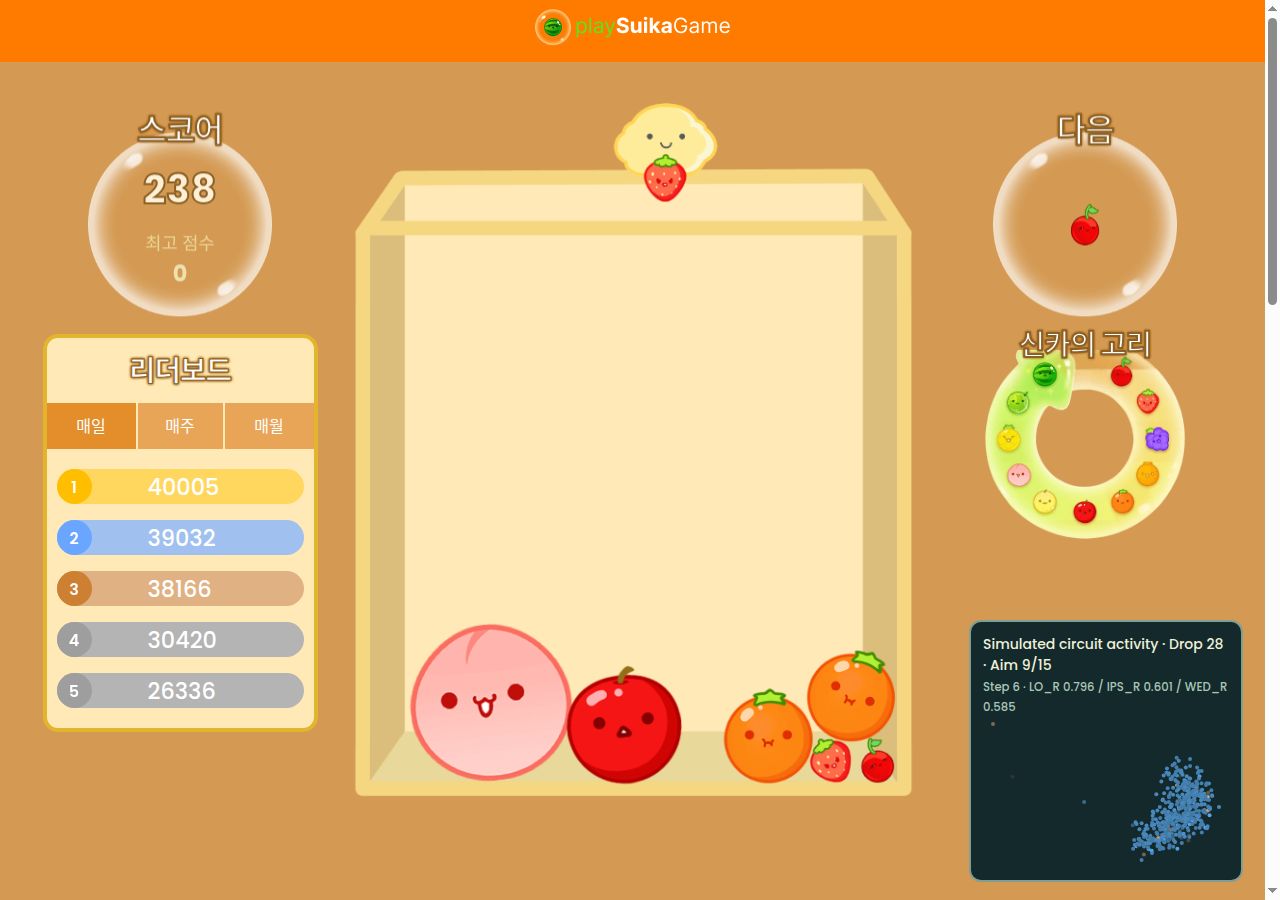 playSuikaGame
스코어
238
최고 점수
0
리더보드
매일 매주 매월
1 40005
2 39032
3 38166
4 30420
5 26336
다음
신카의 고리
Simulated circuit activity · Drop 28
· Aim 9/15
Step 6 · LO_R 0.796 / IPS_R 0.601 / WED_R
0.585